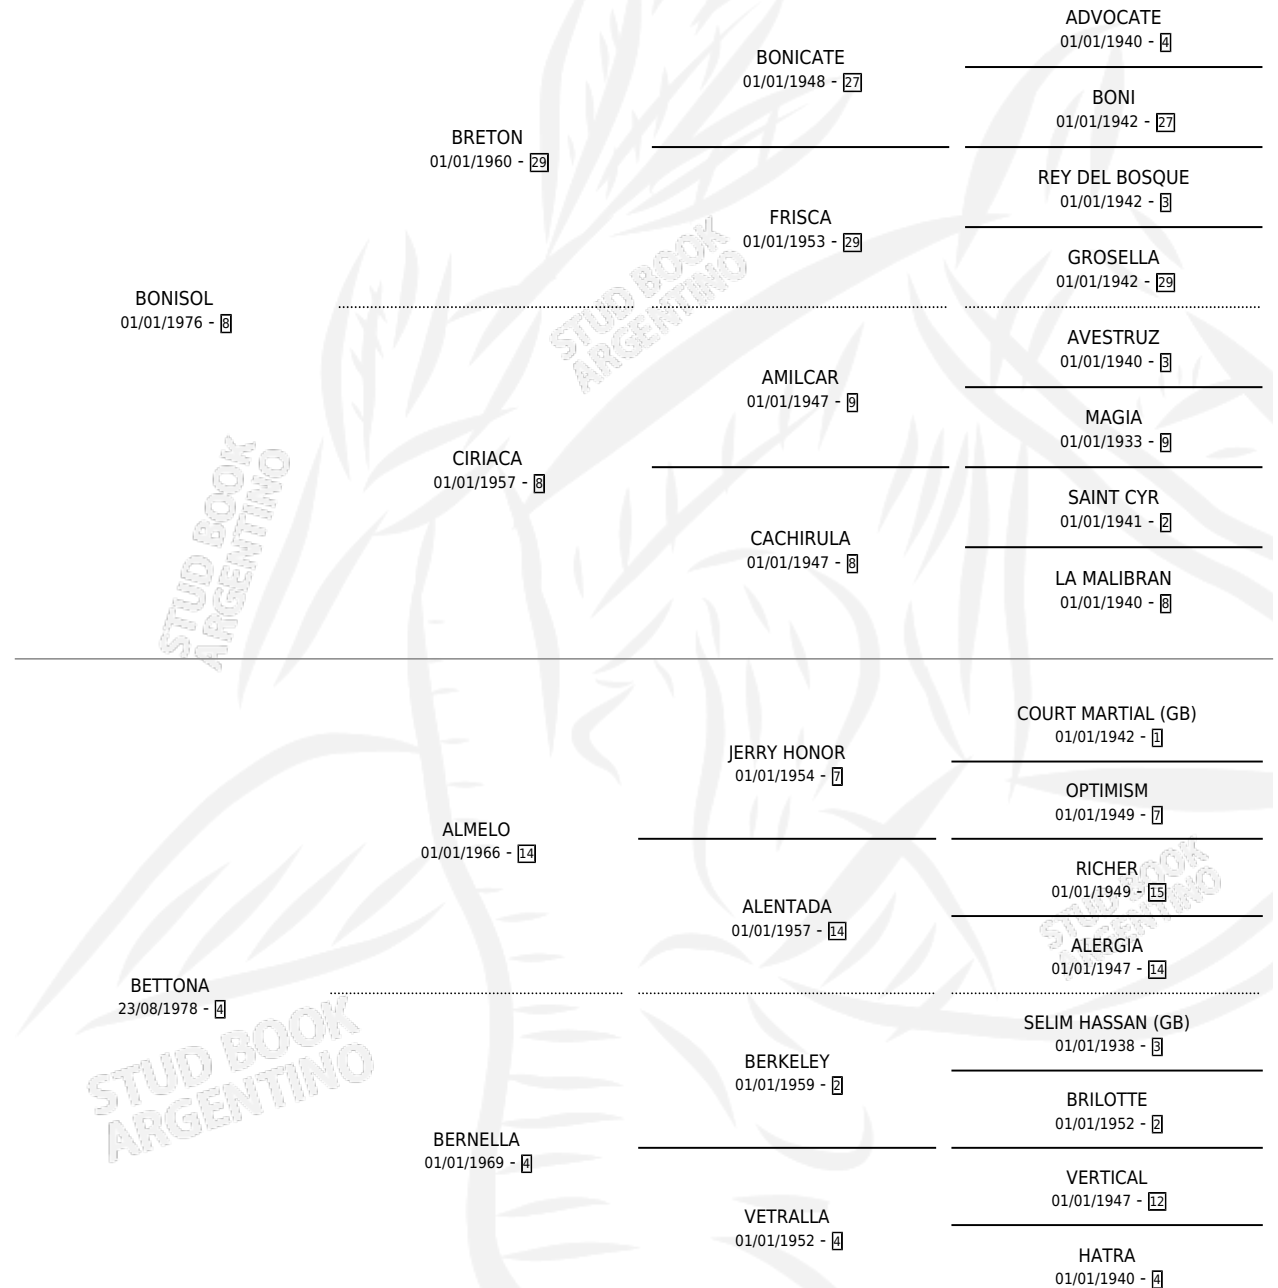 ADVOCATE
01/01/1940 - 4
BONICATE
01/01/1948 - 27
BONI
01/01/1942 - 27
BRETON
01/01/1960 - 29
REY DEL BOSQUE
01/01/1942 - 3
FRISCA
01/01/1953 - 29
GROSELLA
01/01/1942 - 29
BONISOL
01/01/1976 - 8
STUD BOOK
ARGENTINO
AVESTRUZ
01/01/1940 - 3
AMILCAR
01/01/1947 - 9
MAGIA
01/01/1933 - 9
CIRIACA
01/01/1957 - 8
SAINT CYR
01/01/1941 - 2
CACHIRULA
01/01/1947 - 8
LA MALIBRAN
01/01/1940 - 8
STUD BOOK
ARGENTINO
COURT MARTIAL (GB)
01/01/1942 - 1
JERRY HONOR
01/01/1954 - 7
OPTIMISM
01/01/1949 - 7
ALMELO
01/01/1966 - 14
RICHER
01/01/1949 - 15
ALENTADA
01/01/1957 - 14
ALERGIA
01/01/1947 - 14
STUD BOOK
ARGENTINO
BETTONA
23/08/1978 - 4
SELIM HASSAN (GB)
01/01/1938 - 3
BERKELEY
01/01/1959 - 2
BRILOTTE
01/01/1952 - 2
STUD BOOK
ARGENTINO
BERNELLA
01/01/1969 - 4
VERTICAL
01/01/1947 - 12
VETRALLA
01/01/1952 - 4
HATRA
01/01/1940 - 4